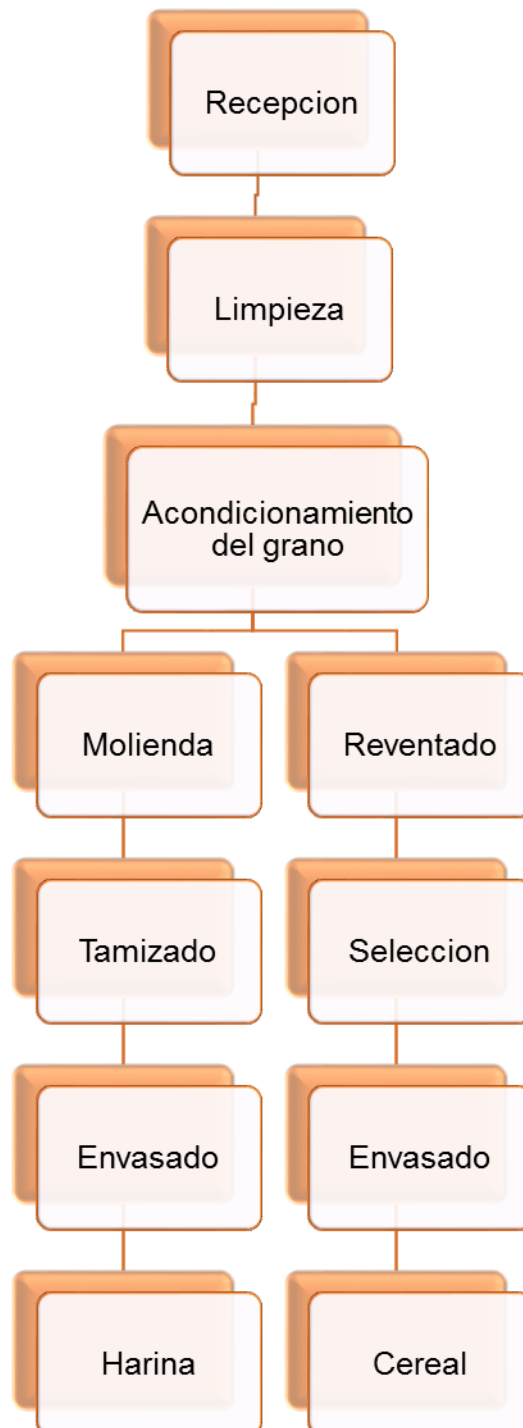 Recepcion
Limpieza
Acondicionamiento
del grano
Molienda
Reventado
Tamizado
Seleccion
Envasado
Envasado
Harina
Cereal